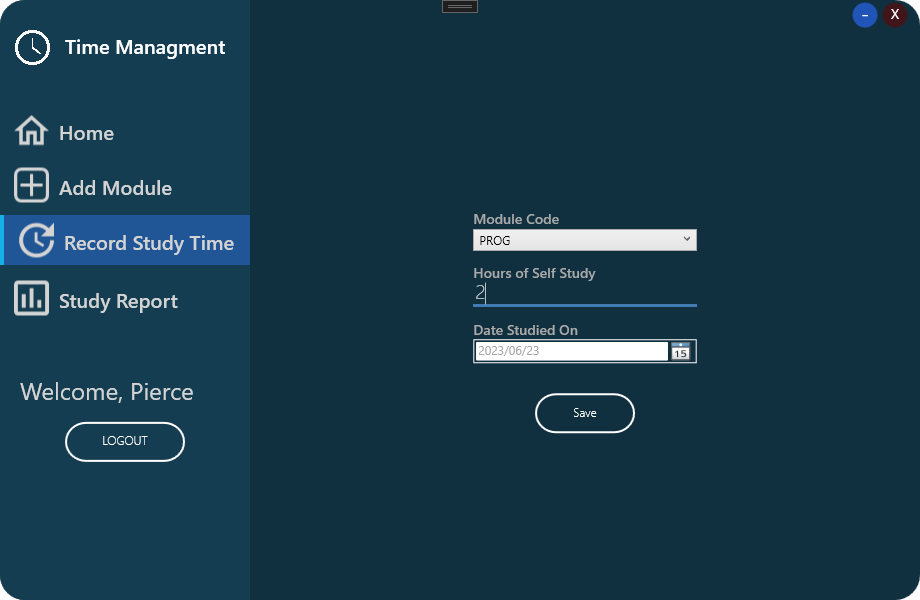 Time Managment
Home
Add Module
Record Study Time
Study Report
Welcome, Pierce
LOGOUT
– X
Module Code
PROG
Hours of Self Study
2
Date Studied On
2023/06/23
15
Save